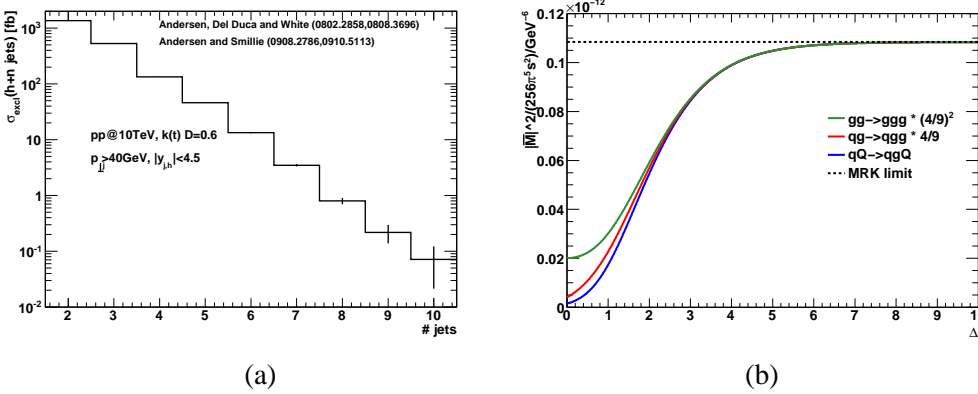 σexcl(h+n jets) [fb]
10³
10²
10
1
10⁻¹
10⁻²
Andersen, Del Duca and White (0802.2858,0808.3696)
Andersen and Smillie (0908.2786,0910.5113)
pp@10TeV, k(t) D=0.6
p_⊥j>40GeV, |y_j,h|<4.5
2 3 4 5 6 7 8 9 10
# jets
(a)
×10⁻¹²
|M|^2/(256π⁵s²)/GeV⁻⁶
0.12
0.1
0.08
0.06
0.04
0.02
0
gg->ggg * (4/9)²
qg->qgg * 4/9
qQ->qgQ
MRK limit
0 1 2 3 4 5 6 7 8 9 1
Δ
(b)